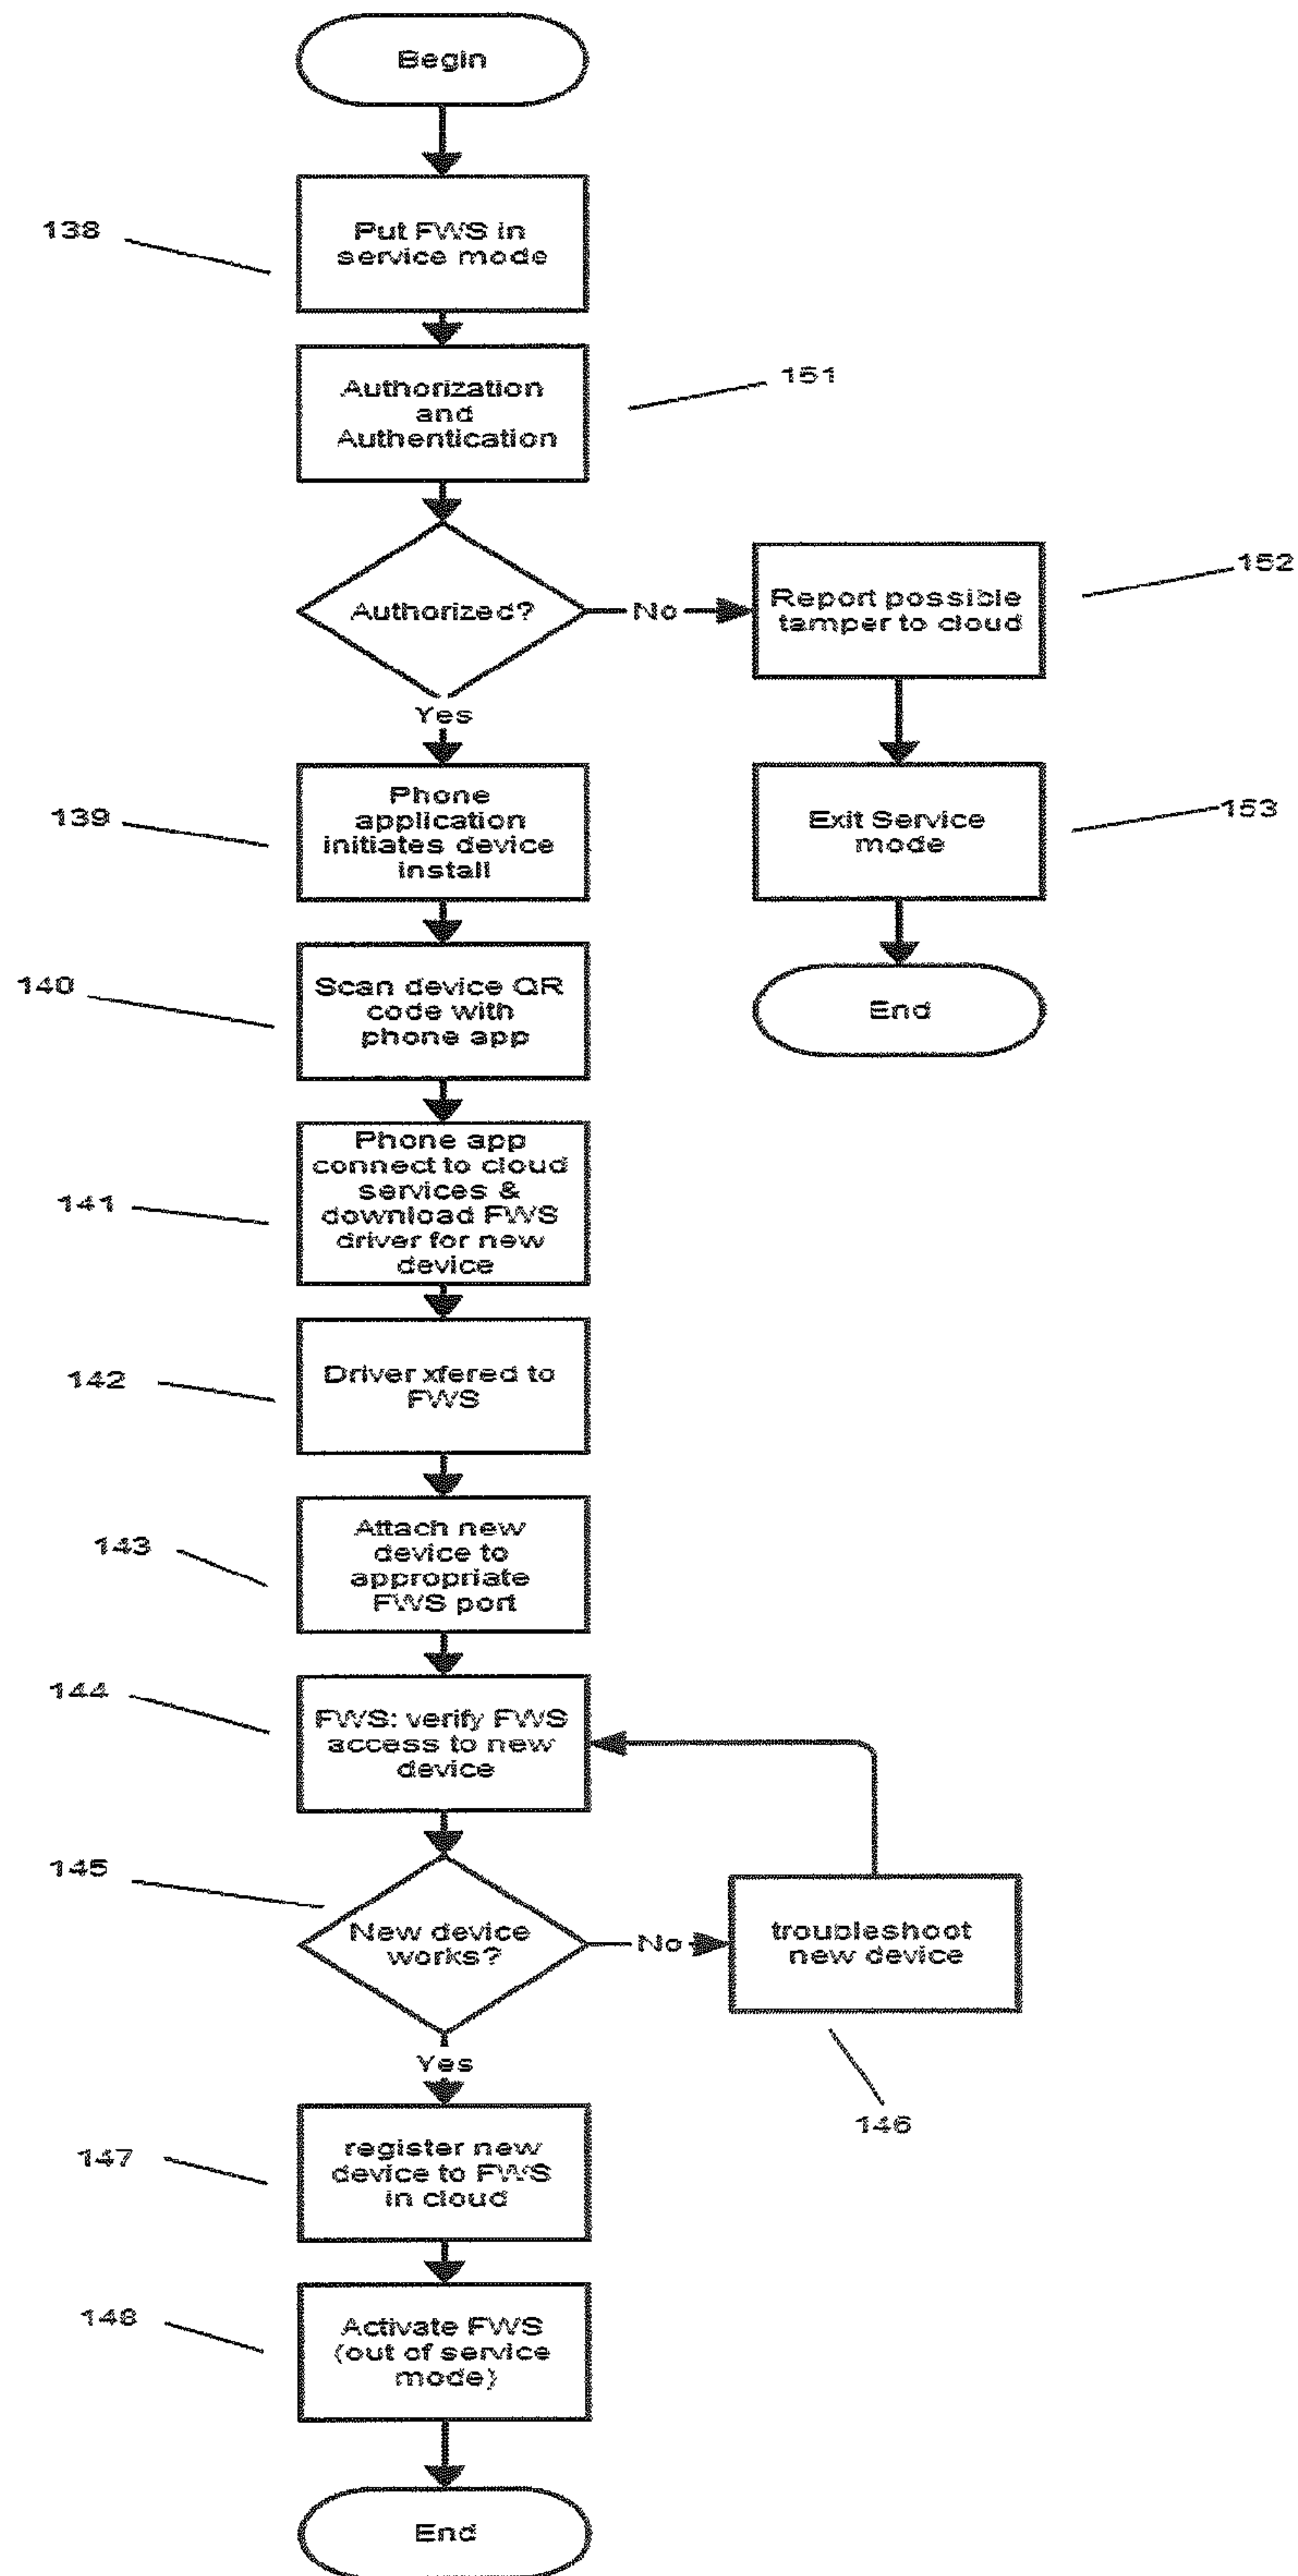 Begin
138
Put FWS in
service mode
Authorization
and
Authentication
151
Authorized?
No
Report possible
tamper to cloud
152
Yes
139
Phone
application
initiates device
install
Exit Service
mode
153
140
Scan device QR
code with
phone app
End
141
Phone app
connect to cloud
services &
download FWS
driver for new
device
142
Driver xfered to
FWS
143
Attach new
device to
appropriate
FWS port
144
FWS: verify FWS
access to new
device
145
New device
works?
No
troubleshoot
new device
146
Yes
147
register new
device to FWS
in cloud
148
Activate FWS
(out of service
mode)
End